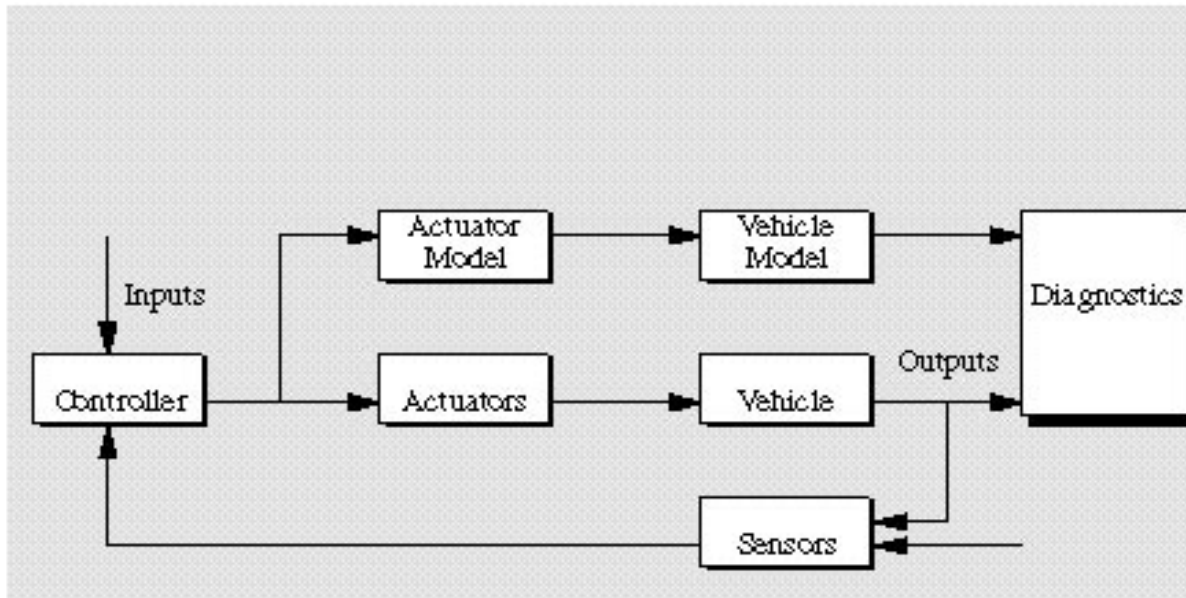 Actuator
Model
Vehicle
Model
Inputs
Diagnostics
Outputs
Controller
Actuators
Vehicle
Sensors